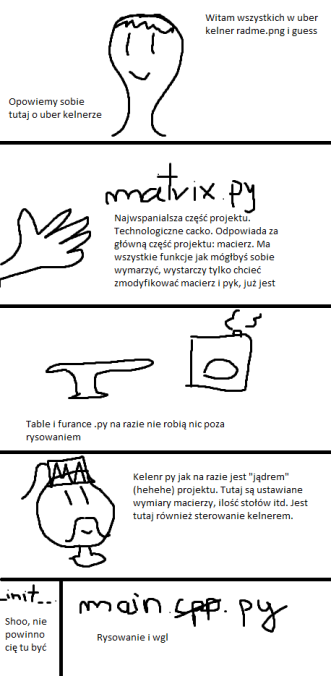 Witam wszystkich w uber
kelner radme.png i guess
Opowiemy sobie
tutaj o uber kelnerze
matrix.py
Najwspanialsza część projektu.
Technologiczne cacko. Odpowiada za
główną część projektu: macierz. Ma
wszystkie funkcje jak mógłbyś sobie
wymarzyć, wystarczy tylko chcieć
zmodyfikować macierz i pyk, już jest
Table i furance .py na razie nie robią nic poza
rysowaniem
Kelenr py jak na razie jest "jądrem"
(hehehe) projektu. Tutaj są ustawiane
wymiary macierzy, ilość stołów itd. Jest
tutaj również sterowanie kelnerem.
_init_..
Shoo, nie
powinno
cię tu być
main.cpp.py
Rysowanie i wgl